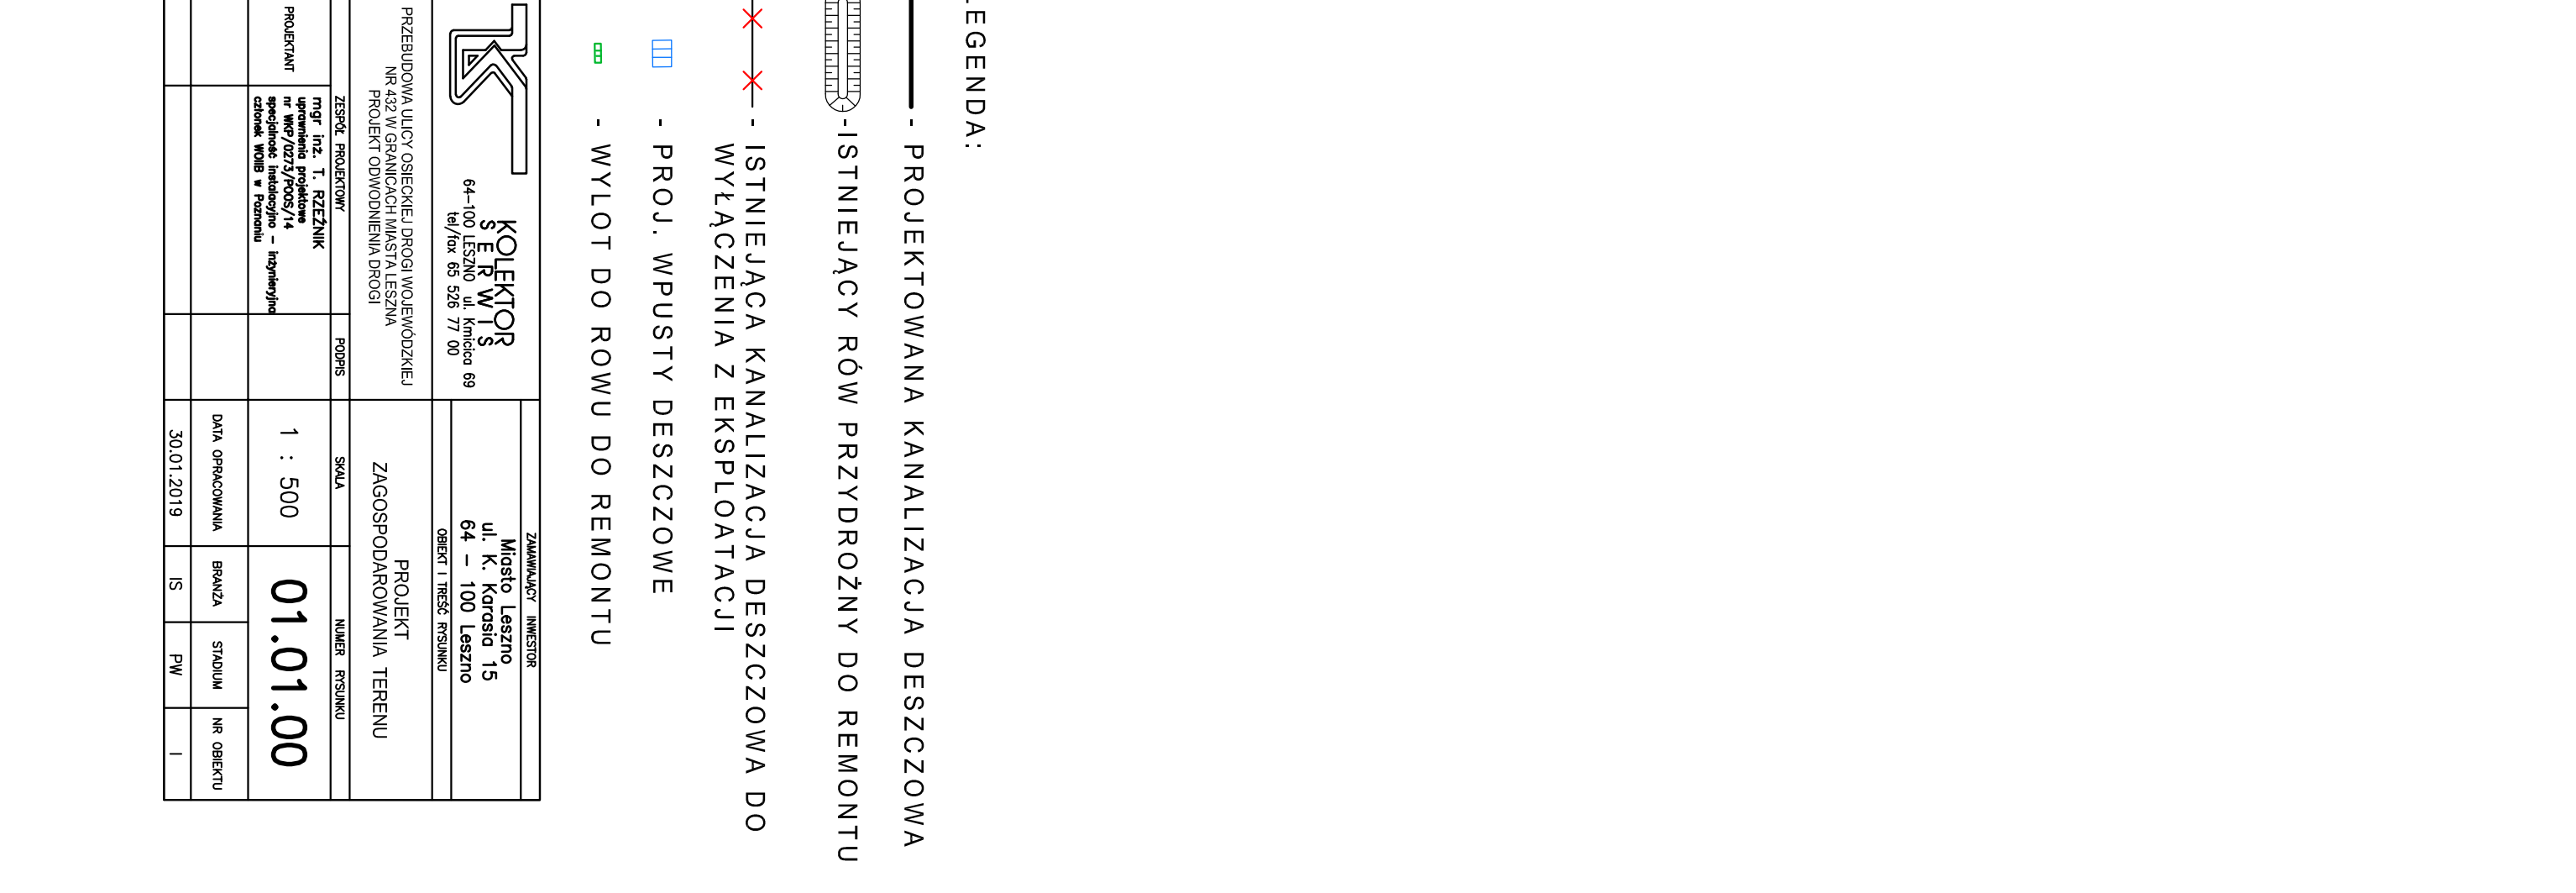 LEGENDA:
- PROJEKTOWANA KANALIZACJA DESZCZOWA
-ISTNIEJĄCY RÓW PRZYDROŻNY DO REMONTU
- ISTNIEJĄCA KANALIZACJA DESZCZOWA DO
WYŁĄCZENIA Z EKSPLOATACJI
- PROJ. WPUSTY DESZCZOWE
- WYLOT DO ROWU DO REMONTU
KOLEKTOR
SERWIS
64-100 LESZNO ul. Kmicica 69
tel/fax 65 526 77 00
ZAMAWIAJĄCY INWESTOR
Miasto Leszno
ul. K. Karasia 15
64 - 100 Leszno
OBIEKT I TREŚĆ RYSUNKU
PRZEBUDOWA ULICY OSIECKIEJ DROGI WOJEWÓDZKIEJ
NR 432 W GRANICACH MIASTA LESZNA
PROJEKT ODWODNIENIA DROGI
PROJEKT
ZAGOSPODAROWANIA TERENU
ZESPÓŁ PROJEKTOWY
PODPIS
SKALA
NUMER RYSUNKU
PROJEKTANT
mgr inż. T. RZEŹNIK
uprawnienia projektowe
nr WKP/0273/POOS/14
specjalność instalacyjno - inżynieryjna
członek WOIIB w Poznaniu
1 : 500
01.01.00
DATA OPRACOWANIA
BRANŻA
STADIUM
NR OBIEKTU
30.01.2019
IS
PW
I